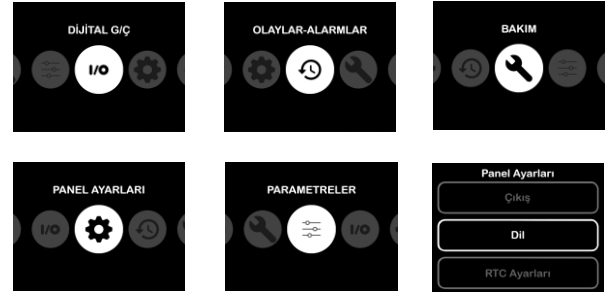 DİJİTAL G/Ç
I/O
OLAYLAR-ALARMLAR
BAKIM
PANEL AYARLARI
I/O
PARAMETRELER
I/O
Panel Ayarları
Çıkış
Dil
RTC Ayarları